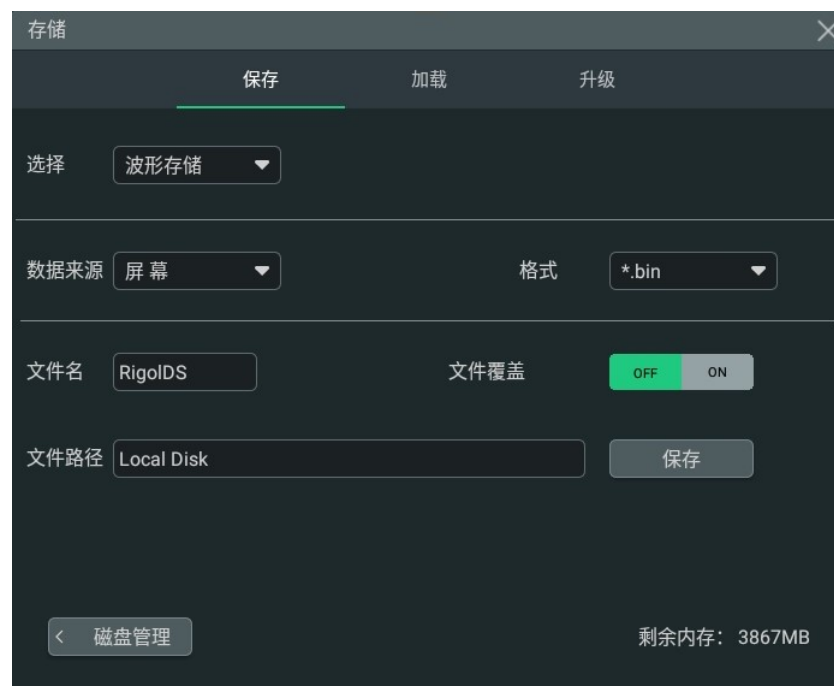 存储
保存 加载 升级
选择 波形存储
数据来源 屏幕 格式 *.bin
文件名 RigolDS 文件覆盖 OFF ON
文件路径 Local Disk 保存
< 磁盘管理 剩余内存： 3867MB